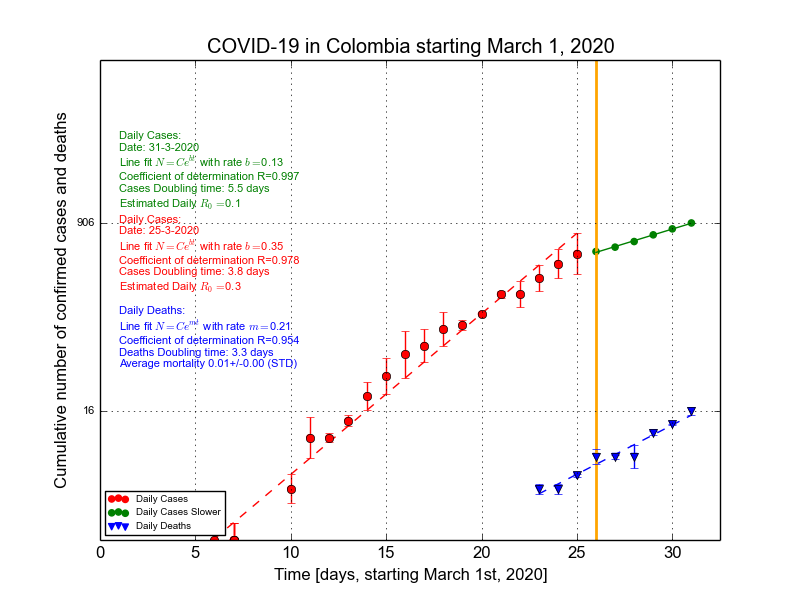 COVID-19 in Colombia starting March 1, 2020
Cumulative number of confirmed cases and deaths
906
16
Daily Cases:
Date: 31-3-2020
Line fit N = Ce^{bt}: with rate b = 0.13
Coefficient of determination R=0.997
Cases Doubling time: 5.5 days
Estimated Daily R_0 = 0.1
Daily Cases:
Date: 25-3-2020
Line fit N = Ce^{bt}: with rate b = 0.35
Coefficient of determination R=0.978
Cases Doubling time: 3.8 days
Estimated Daily R_0 = 0.3
Daily Deaths:
Line fit N = Ce^{mt} with rate m = 0.21
Coefficient of determination R=0.954
Deaths Doubling time: 3.3 days
Average mortality 0.01+/-0.00 (STD)
Daily Cases
Daily Cases Slower
Daily Deaths
0 5 10 15 20 25 30
Time [days, starting March 1st, 2020]